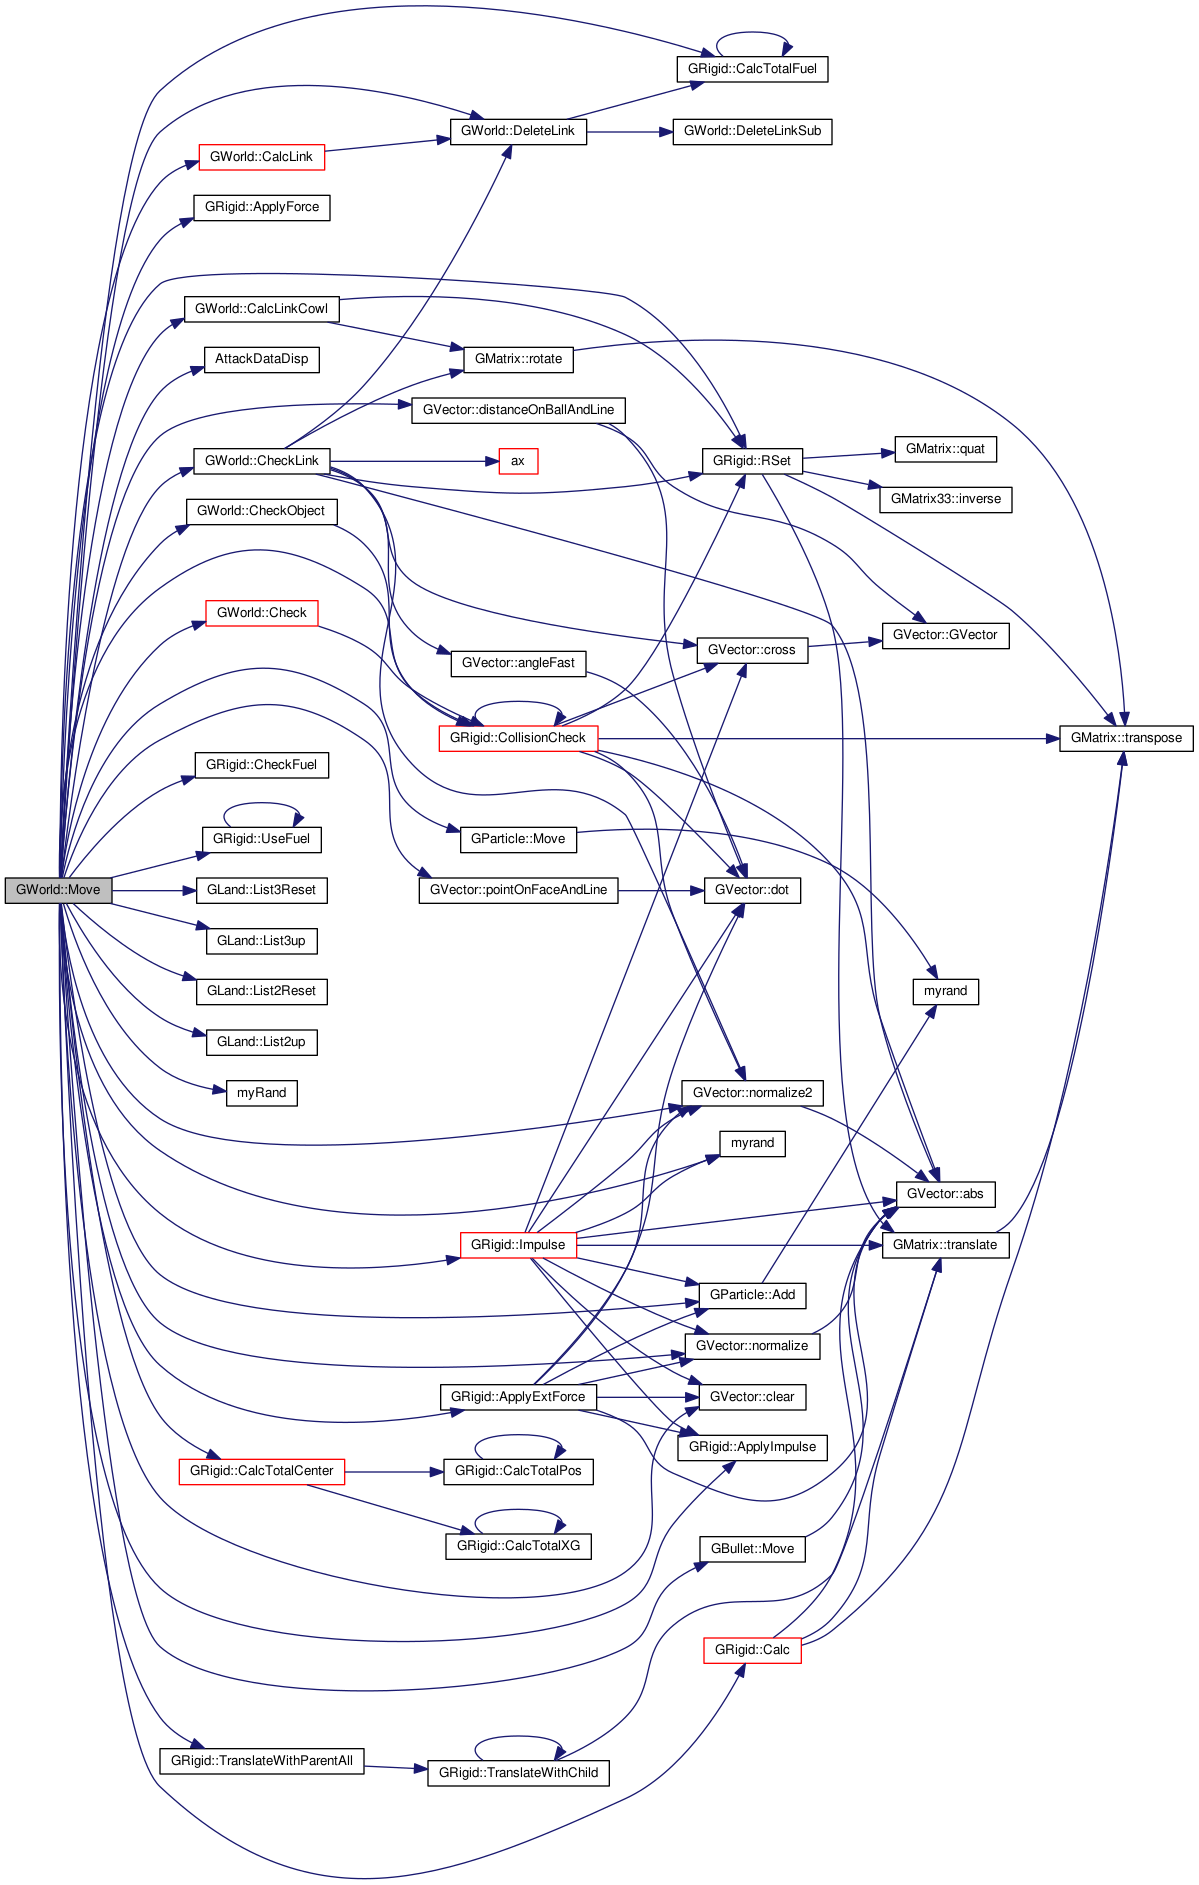 GRigid::CalcTotalFuel
GWorld::DeleteLink
GWorld::DeleteLinkSub
GWorld::CalcLink
GRigid::ApplyForce
GWorld::CalcLinkCowl
AttackDataDisp
GMatrix::rotate
GVector::distanceOnBallAndLine
GWorld::CheckLink
ax
GRigid::RSet
GMatrix::quat
GMatrix33::inverse
GWorld::CheckObject
GWorld::Check
GVector::GVector
GVector::cross
GVector::angleFast
GRigid::CollisionCheck
GMatrix::transpose
GRigid::CheckFuel
GRigid::UseFuel
GParticle::Move
GWorld::Move
GLand::List3Reset
GVector::pointOnFaceAndLine
GVector::dot
GLand::List3up
GLand::List2Reset
myrand
GLand::List2up
myRand
GVector::normalize2
myrand
GVector::abs
GRigid::Impulse
GMatrix::translate
GParticle::Add
GVector::normalize
GRigid::ApplyExtForce
GVector::clear
GRigid::ApplyImpulse
GRigid::CalcTotalCenter
GRigid::CalcTotalPos
GRigid::CalcTotalXG
GBullet::Move
GRigid::Calc
GRigid::TranslateWithParentAll
GRigid::TranslateWithChild